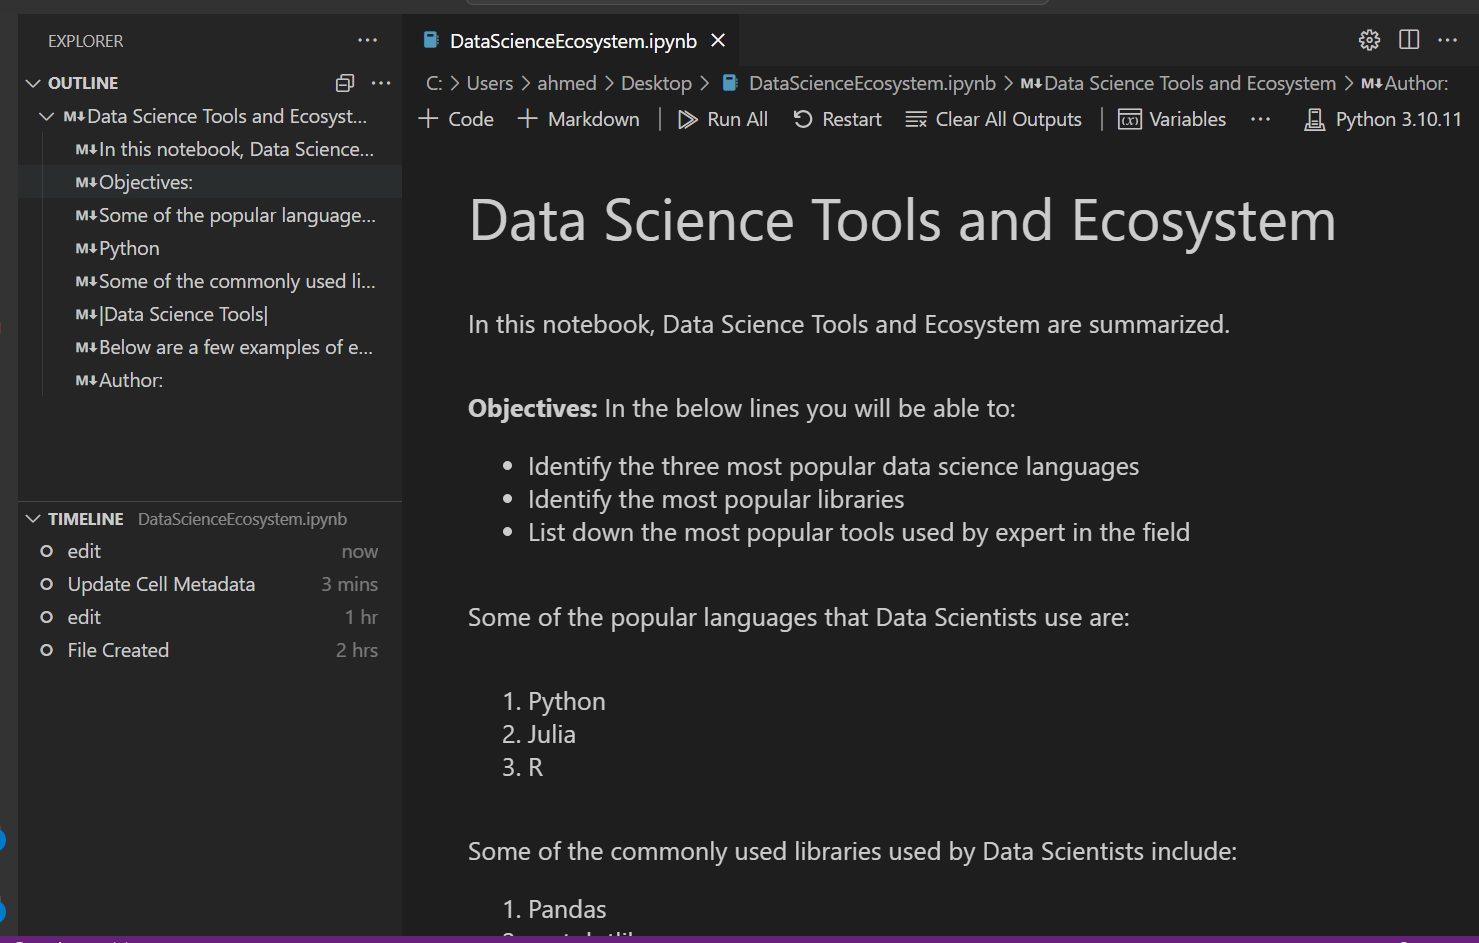 EXPLORER
OUTLINE
M↓Data Science Tools and Ecosyst...
M↓In this notebook, Data Science...
M↓Objectives:
M↓Some of the popular language...
M↓Python
M↓Some of the commonly used li...
M↓|Data Science Tools|
M↓Below are a few examples of e...
M↓Author:
TIMELINE DataScienceEcosystem.ipynb
edit now
Update Cell Metadata 3 mins
edit 1 hr
File Created 2 hrs
DataScienceEcosystem.ipynb
C: > Users > ahmed > Desktop > DataScienceEcosystem.ipynb > M↓Data Science Tools and Ecosystem > M↓Author:
+ Code + Markdown | Run All Restart Clear All Outputs | Variables ... Python 3.10.11
Data Science Tools and Ecosystem
In this notebook, Data Science Tools and Ecosystem are summarized.
Objectives: In the below lines you will be able to:
• Identify the three most popular data science languages
• Identify the most popular libraries
• List down the most popular tools used by expert in the field
Some of the popular languages that Data Scientists use are:
1. Python
2. Julia
3. R
Some of the commonly used libraries used by Data Scientists include:
1. Pandas